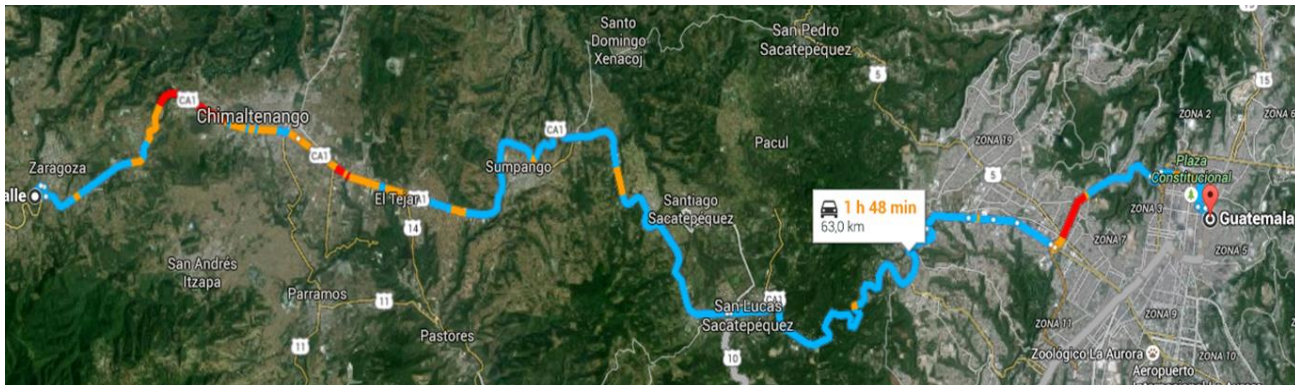 Santo
Domingo
Xenacoj
San Pedro
Sacatepéquez
15
5
15
ZONA 2
ZONA 6
CA1
Chimaltenango
CA1
CA1
ZONA 19
Pacul
Zaragoza
Sumpango
5
Plaza
Constitucional
alle
El Tejar
A1
Santiago
Sacatepéquez
1 h 48 min
63,0 km
ZONA 3
Guatemala
14
ZONA 7
ZONA 5
San Andrés
Itzapa
Parramos
11
CA1
San Lucas
Sacatepéquez
Pastores
11
10
ZONA 11
ZONA 9
Zoológico La Aurora
ZONA 10
Aeropuerto